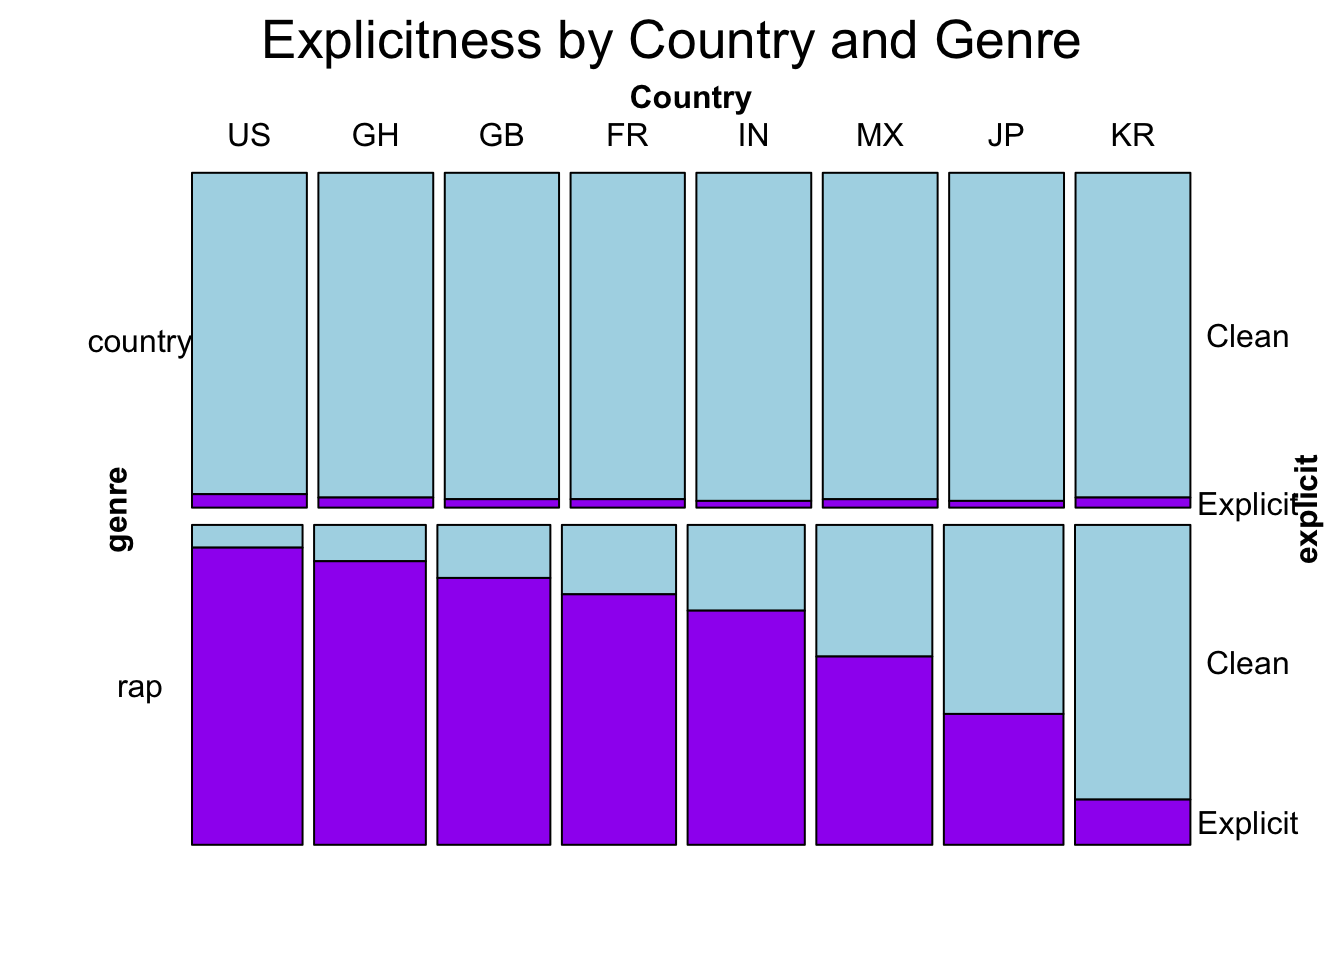 Explicitness by Country and Genre
Country
US GH GB FR IN MX JP KR
country
Clean
genre
Explicit
explicit
rap
Clean
Explicit